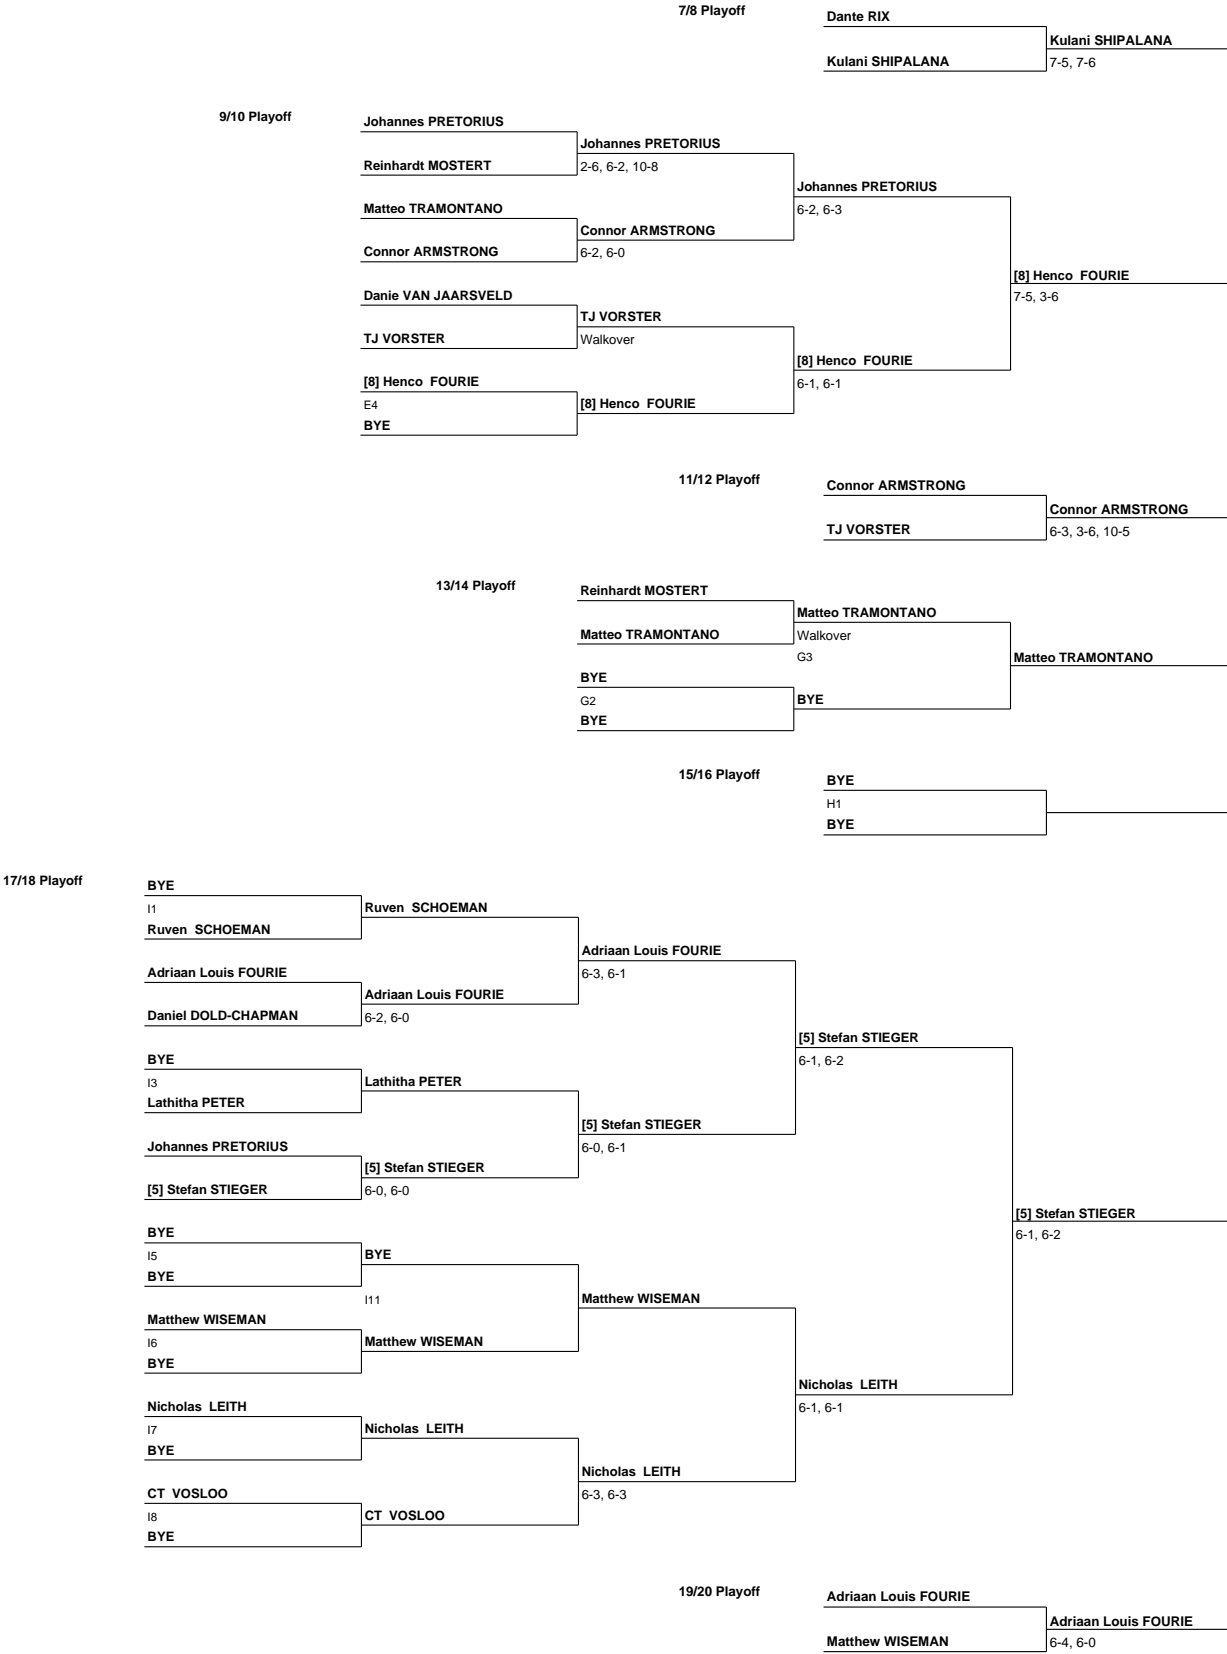 7/8 Playoff
Dante RIX
Kulani SHIPALANA
Kulani SHIPALANA
7-5, 7-6
9/10 Playoff
Johannes PRETORIUS
Johannes PRETORIUS
Reinhardt MOSTERT
2-6, 6-2, 10-8
Johannes PRETORIUS
Matteo TRAMONTANO
6-2, 6-3
Connor ARMSTRONG
Connor ARMSTRONG
6-2, 6-0
[8] Henco FOURIE
Danie VAN JAARSVELD
7-5, 3-6
TJ VORSTER
TJ VORSTER
Walkover
[8] Henco FOURIE
[8] Henco FOURIE
6-1, 6-1
E4
[8] Henco FOURIE
BYE
11/12 Playoff
Connor ARMSTRONG
Connor ARMSTRONG
TJ VORSTER
6-3, 3-6, 10-5
13/14 Playoff
Reinhardt MOSTERT
Matteo TRAMONTANO
Matteo TRAMONTANO
Walkover
G3
Matteo TRAMONTANO
BYE
G2
BYE
BYE
15/16 Playoff
BYE
H1
BYE
17/18 Playoff
BYE
I1
Ruven SCHOEMAN
Ruven SCHOEMAN
Adriaan Louis FOURIE
Adriaan Louis FOURIE
6-3, 6-1
Adriaan Louis FOURIE
Daniel DOLD-CHAPMAN
6-2, 6-0
[5] Stefan STIEGER
BYE
6-1, 6-2
I3
Lathitha PETER
Lathitha PETER
[5] Stefan STIEGER
Johannes PRETORIUS
6-0, 6-1
[5] Stefan STIEGER
[5] Stefan STIEGER
6-0, 6-0
[5] Stefan STIEGER
BYE
6-1, 6-2
I5
BYE
BYE
I11
Matthew WISEMAN
Matthew WISEMAN
I6
Matthew WISEMAN
BYE
Nicholas LEITH
Nicholas LEITH
6-1, 6-1
I7
Nicholas LEITH
BYE
Nicholas LEITH
CT VOSLOO
6-3, 6-3
I8
CT VOSLOO
BYE
19/20 Playoff
Adriaan Louis FOURIE
Adriaan Louis FOURIE
Matthew WISEMAN
6-4, 6-0